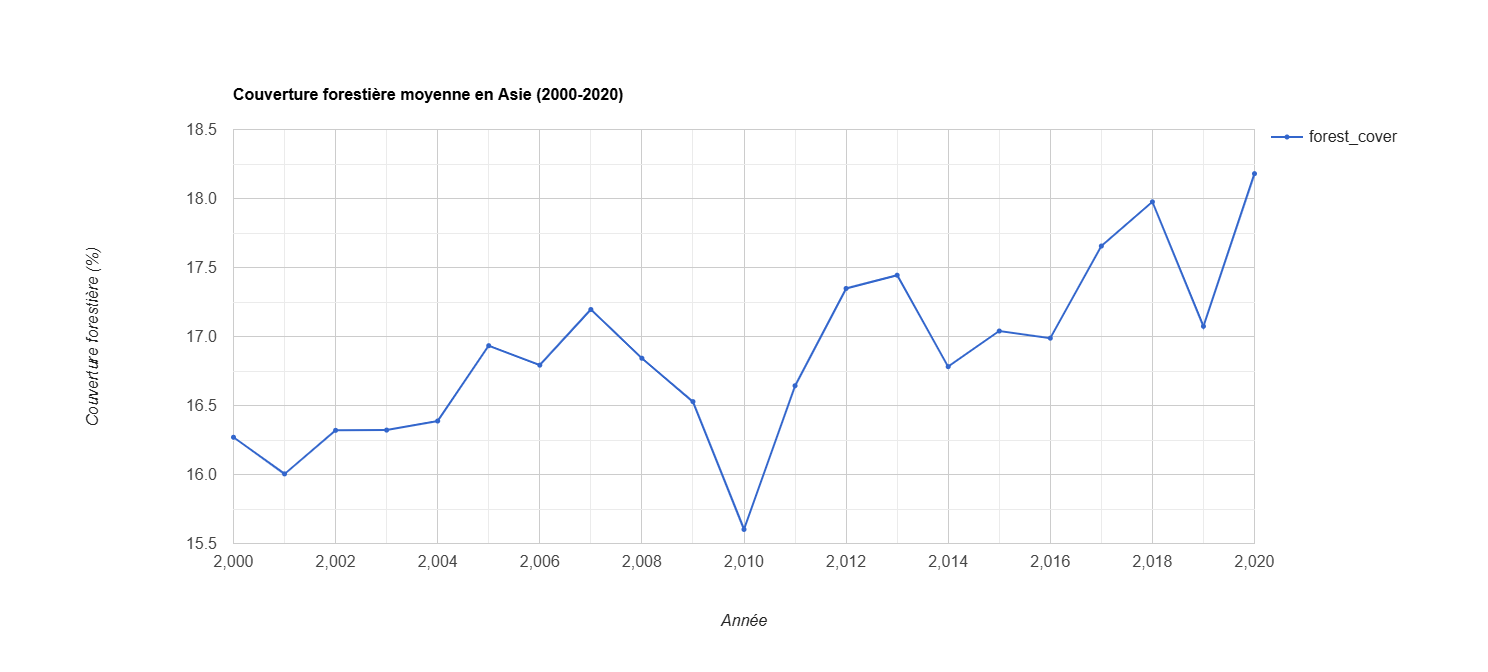 Couverture forestière moyenne en Asie (2000-2020)
forest_cover
Couverture forestière (%)
18.5
18.0
17.5
17.0
16.5
16.0
15.5
2,000 2,002 2,004 2,006 2,008 2,010 2,012 2,014 2,016 2,018 2,020
Année